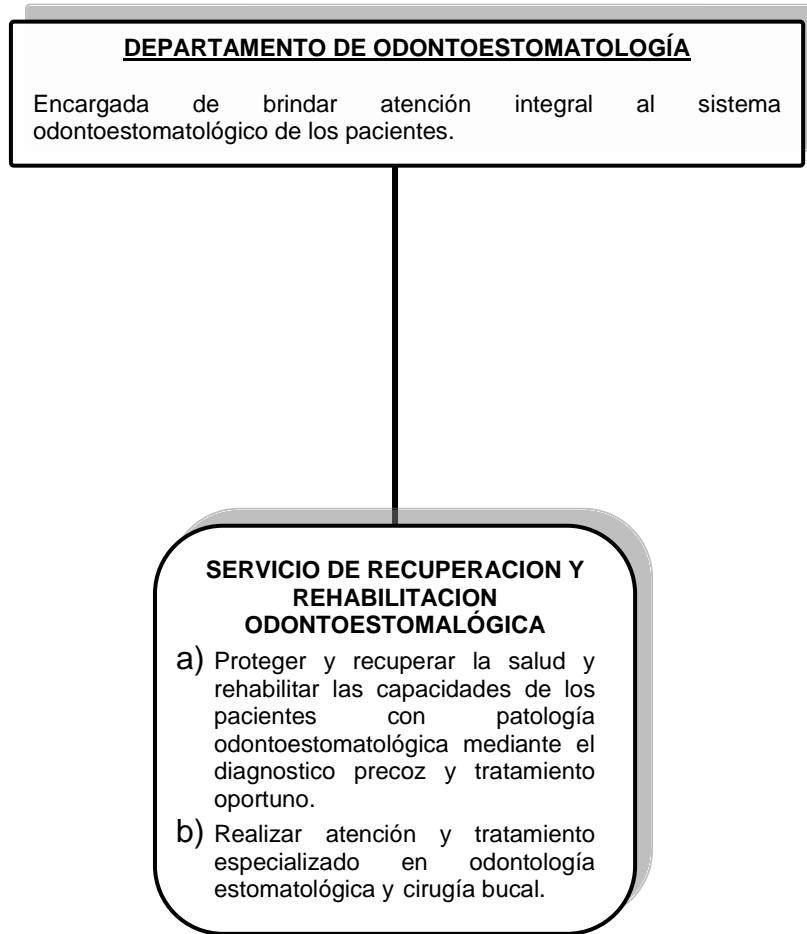 DEPARTAMENTO DE ODONTOESTOMATOLOGÍA
Encargada de brindar atención integral al sistema
odontoestomatológico de los pacientes.
SERVICIO DE RECUPERACION Y
REHABILITACION
ODONTOESTOMALÓGICA
a) Proteger y recuperar la salud y
rehabilitar las capacidades de los
pacientes con patología
odontoestomatológica mediante el
diagnostico precoz y tratamiento
oportuno.
b) Realizar atención y tratamiento
especializado en odontología
estomatológica y cirugía bucal.